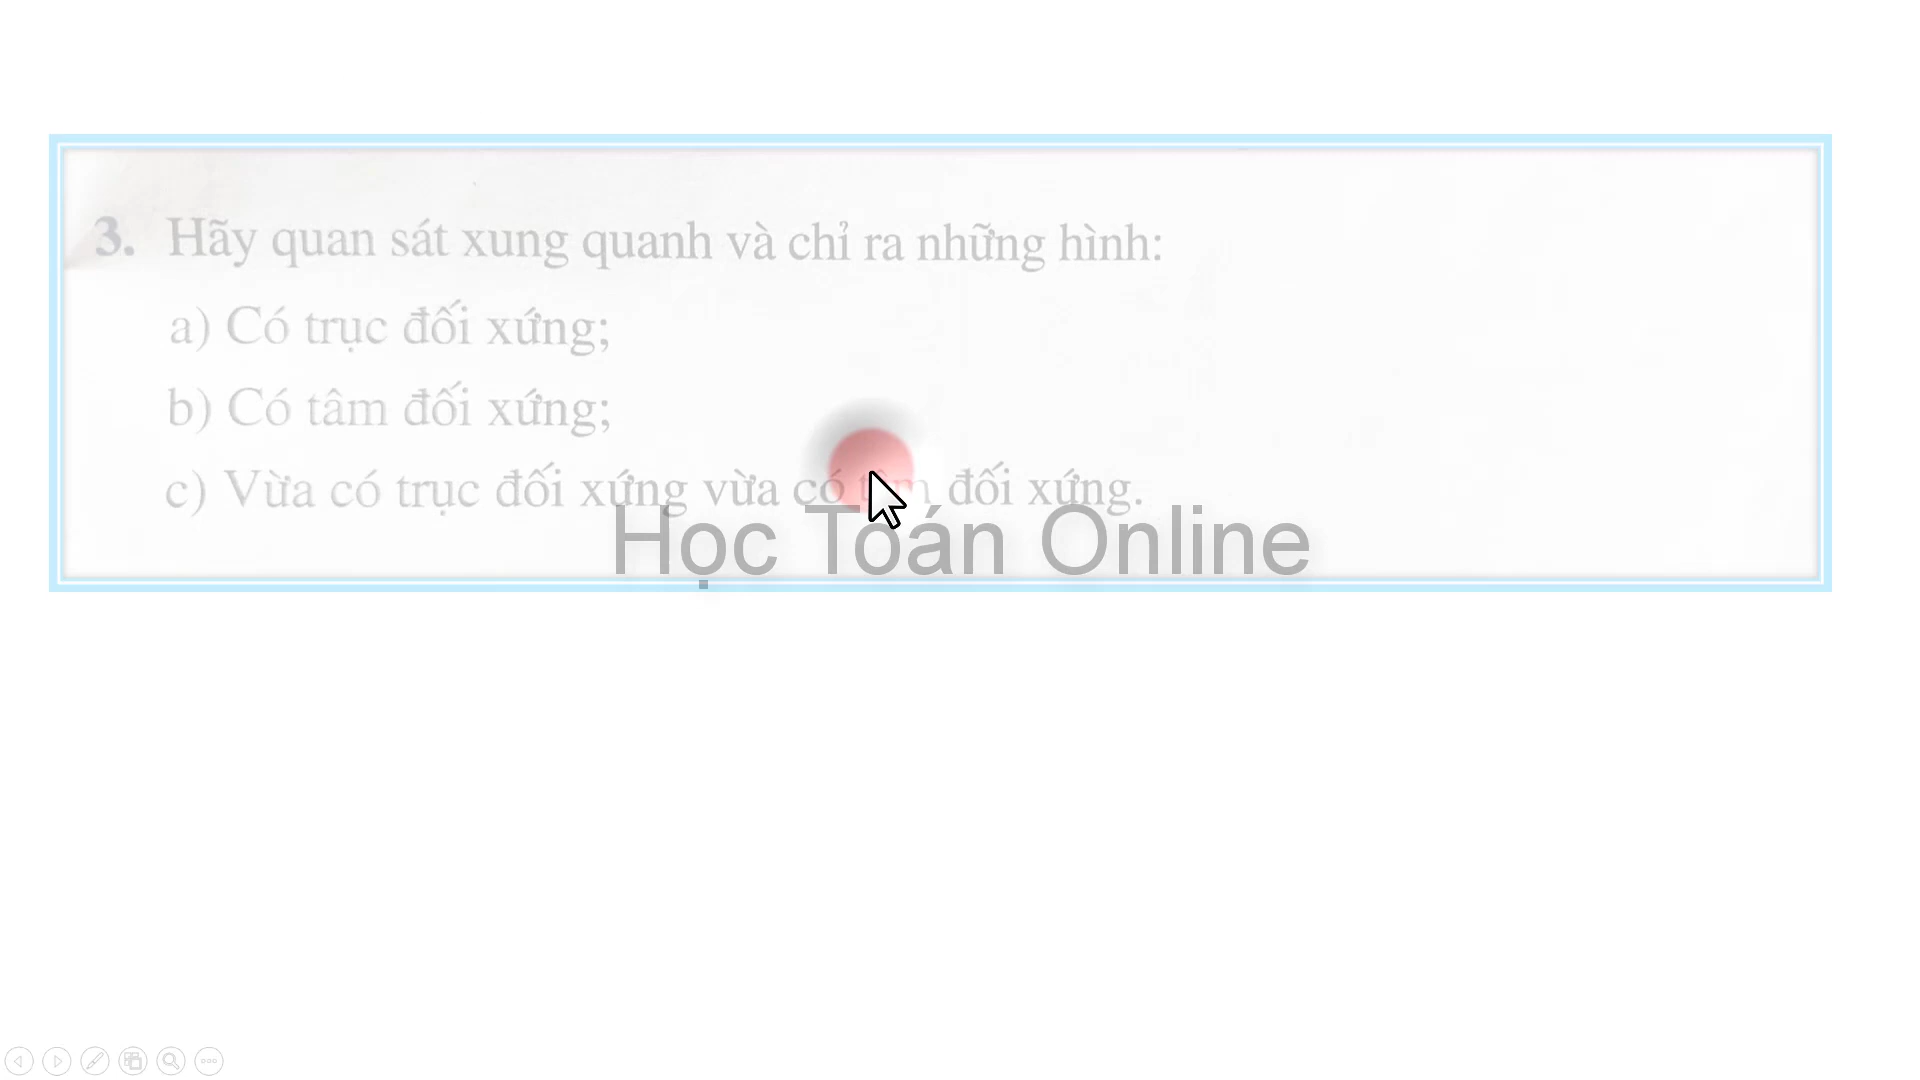 3. Hãy quan sát xung quanh và chỉ ra những hình:
a) Có trục đối xứng;
b) Có tâm đối xứng;
c) Vừa có trục đối xứng vừa có tâm đối xứng.
Học Toán Online